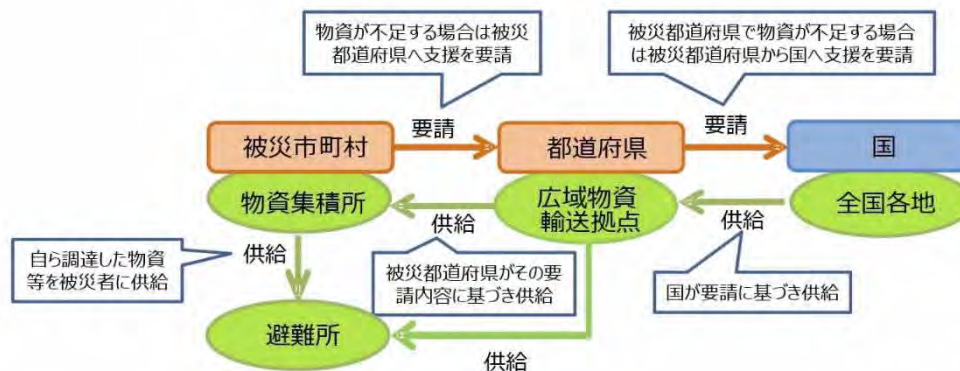 物資が不足する場合は被災
都道府県へ支援を要請
被災都道府県で物資が不足する場合
は被災都道府県から国へ支援を要請
要請
要請
被災市町村
都道府県
国
物資集積所
供給
広域物資
輸送拠点
供給
全国各地
自ら調達した物資
等を被災者に供給
供給
被災都道府県がその要
請内容に基づき供給
国が要請に基づき供給
避難所
供給